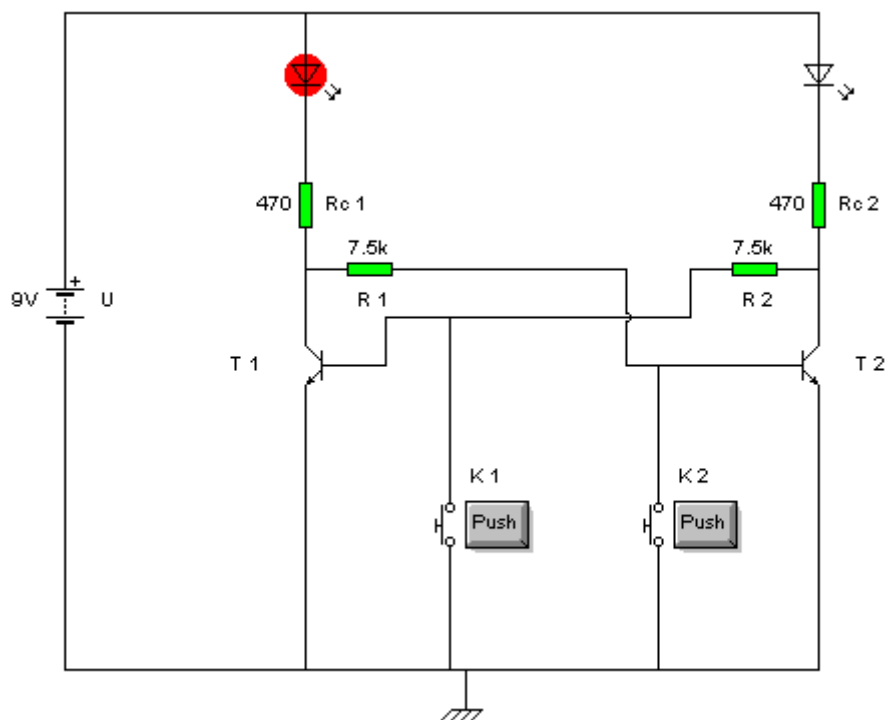 470 Rc 1
470 Rc 2
7.5k
7.5k
9V + U
R 1
R 2
T 1
T 2
K 1
K 2
Push
Push